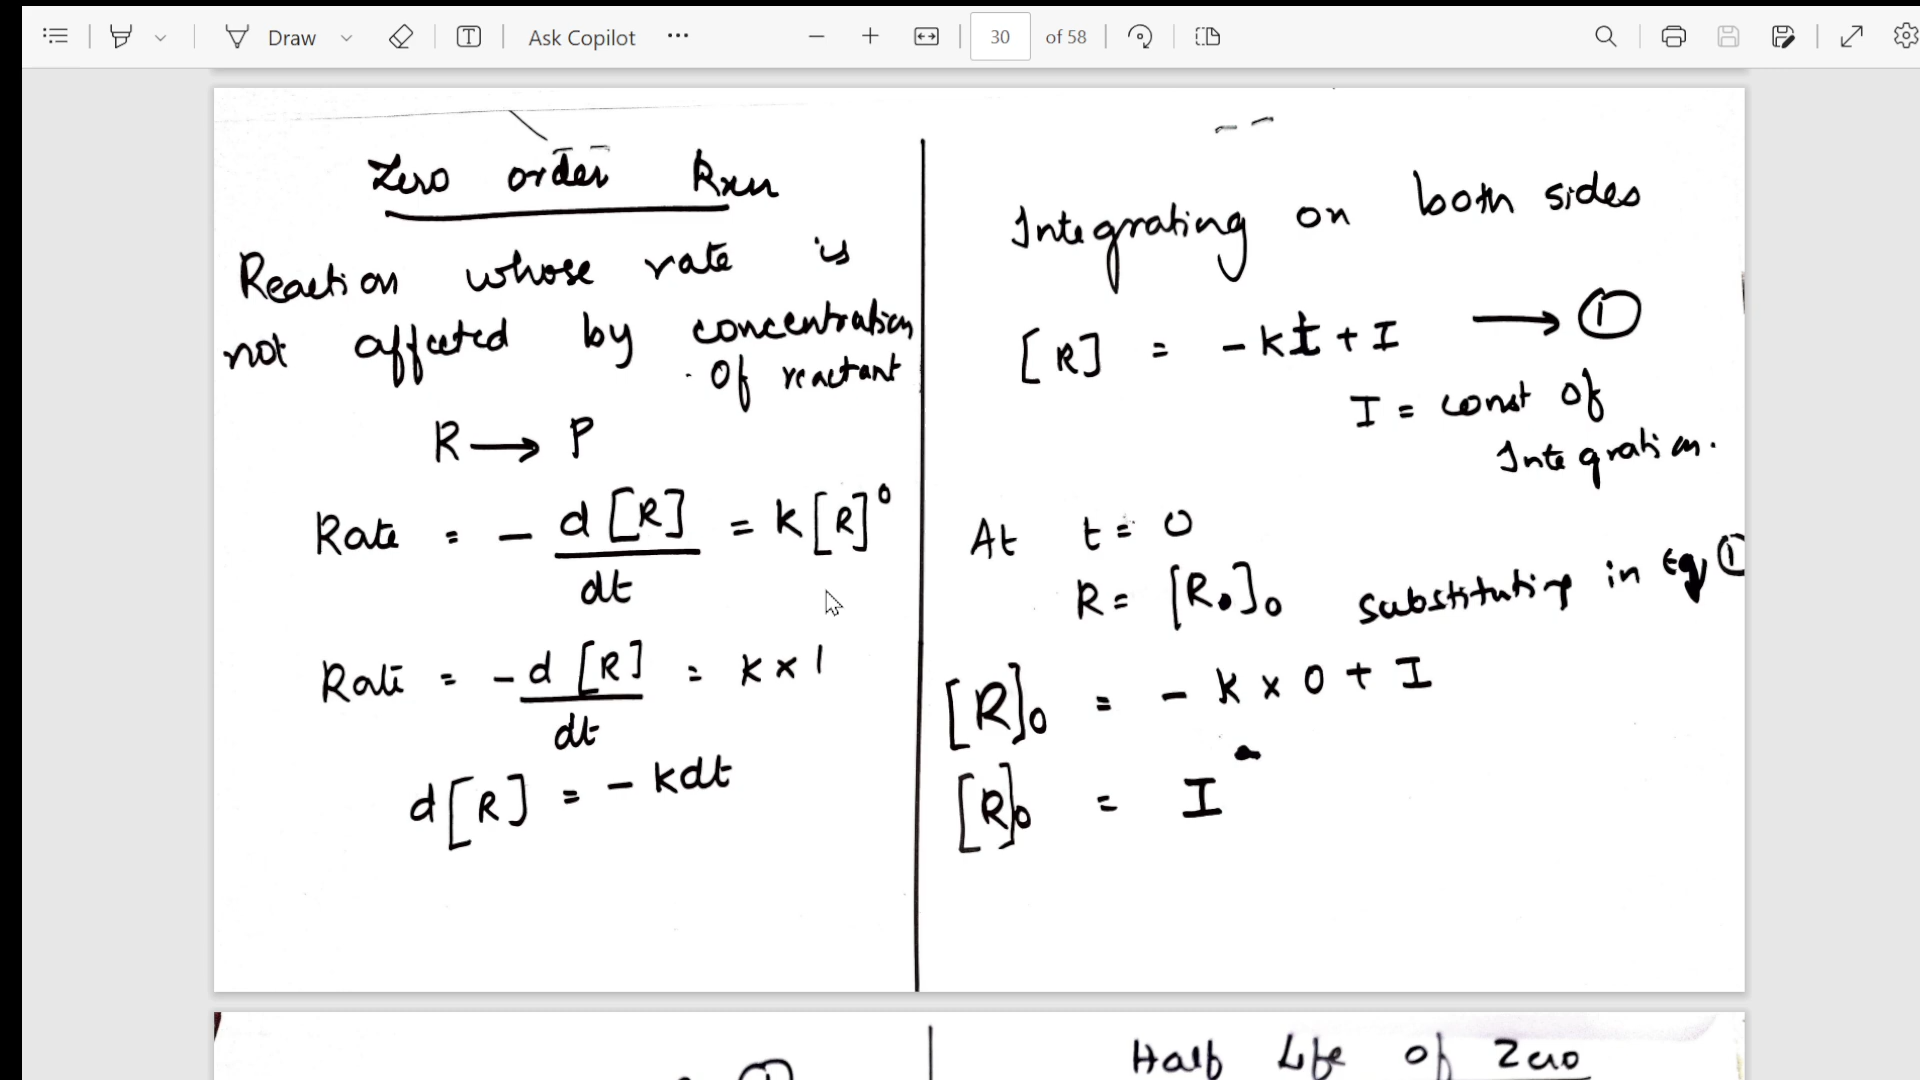 Draw
Ask Copilot
30 of 58
Zero order Rxn
Reaction whose rate is
not affected by concentration
of reactant
R → P
Rate = - d[R]/dt = k[R]⁰
Rate = - d[R]/dt = k × 1
d[R] = - kdt
Integrating on both sides
[R] = - kt + I → ①
I = const of
Integration.
At t = 0
R = [R₀]₀ substituting in Eq ①
[R]₀ = - k × 0 + I
[R]₀ = I
①
Half Life of Zero